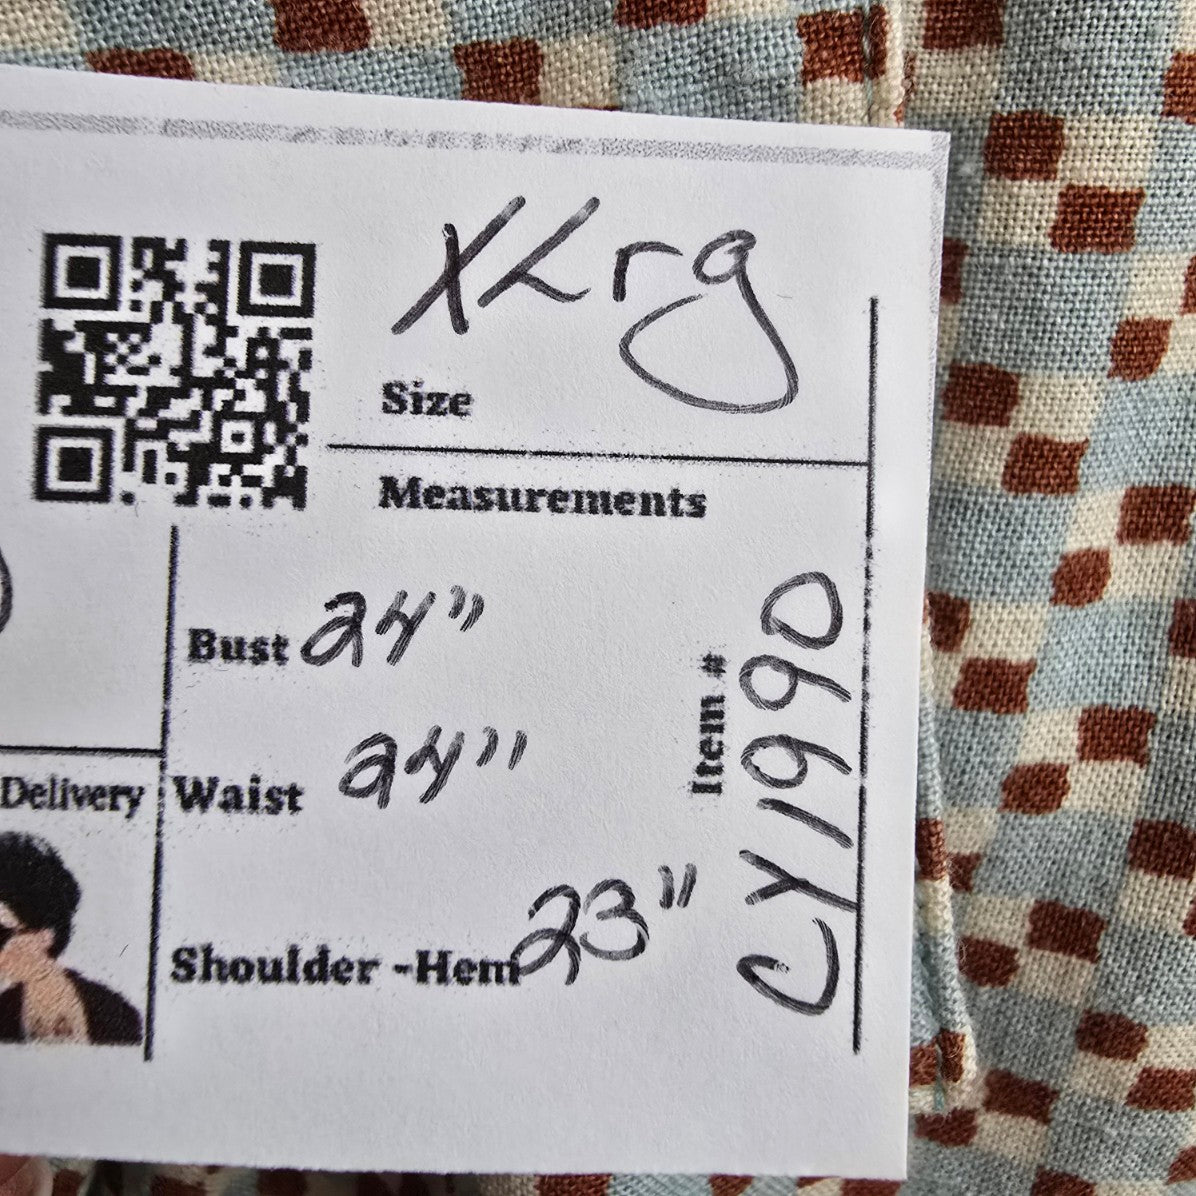 XLrg
Size
Measurements
Bust 24"
Waist 24"
Shoulder -Hem 23"
Item # CY1990
Delivery